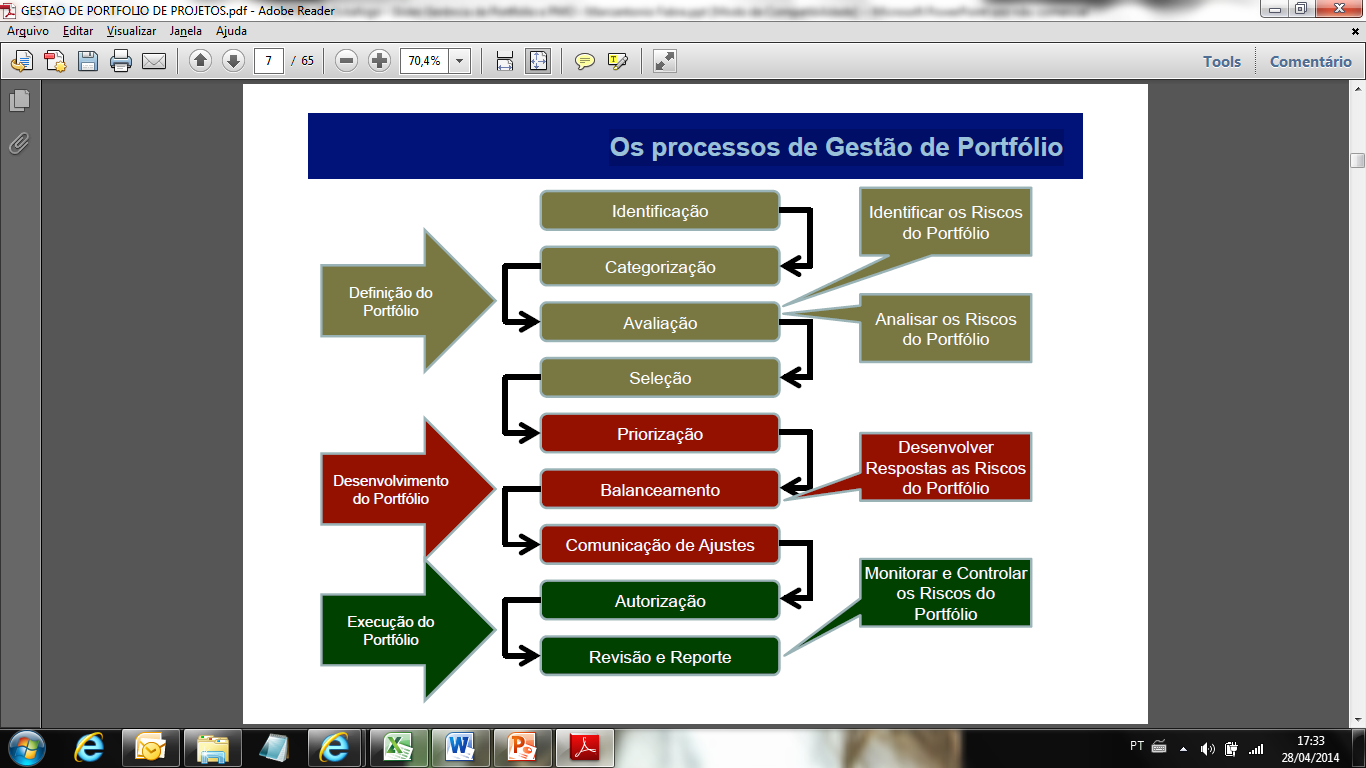 GESTAO DE PORTFOLIO DE PROJETOS.pdf - Adobe Reader
Arquivo Editar Visualizar Janela Ajuda
7 / 65 70,4% Tools Comentário
Os processos de Gestão de Portfólio
Identificação
Categorização
Avaliação
Seleção
Priorização
Balanceamento
Comunicação de Ajustes
Autorização
Revisão e Reporte
Definição do
Portfólio
Desenvolvimento
do Portfólio
Execução do
Portfólio
Identificar os Riscos
do Portfólio
Analisar os Riscos
do Portfólio
Desenvolver
Respostas as Riscos
do Portfólio
Monitorar e Controlar
os Riscos do
Portfólio
PT
17:33
28/04/2014